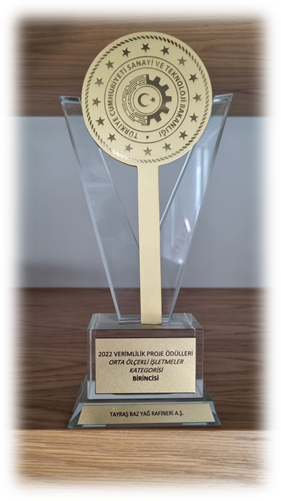 TÜRKİYE CUMHURİYETİ SANAYİ VE TEKNOLOJİ BAKANLIĞI
2022 VERİMLİLİK PROJE ÖDÜLLERİ
ORTA ÖLÇEKLİ İŞLETMELER
KATEGORİSİ
BİRİNCİSİ
TAYRAŞ BAZ YAĞ RAFİNERİ A.Ş.